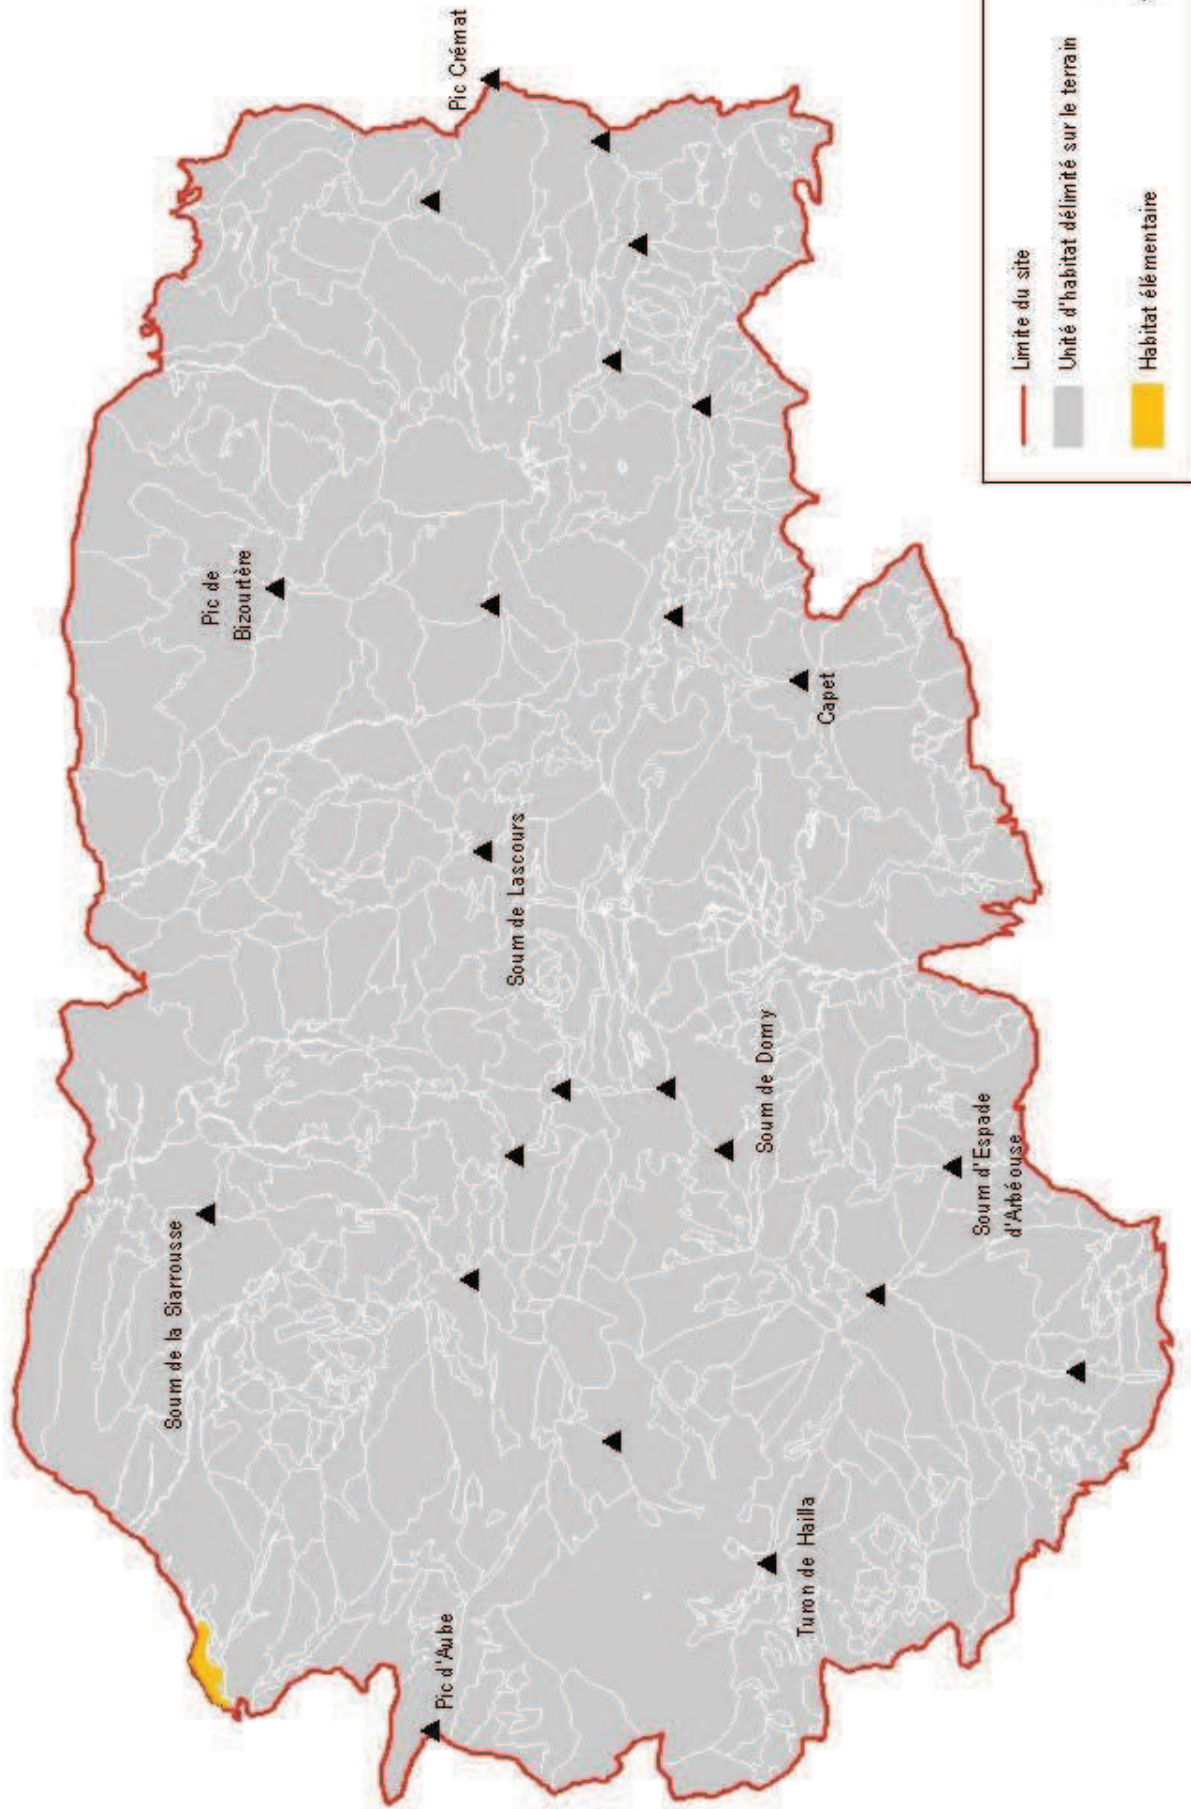 Pic Crémat
Pic de
Bizourtère
Capet
Soum de Lascours
Soum de Domy
Soum d'Espade
d'Arbéouse
Soum de la Siarrousse
Turon de Hailla
Pic d'Aube
Limite du site
Unité d'habitat délimité sur le terrain
Habitat élémentaire